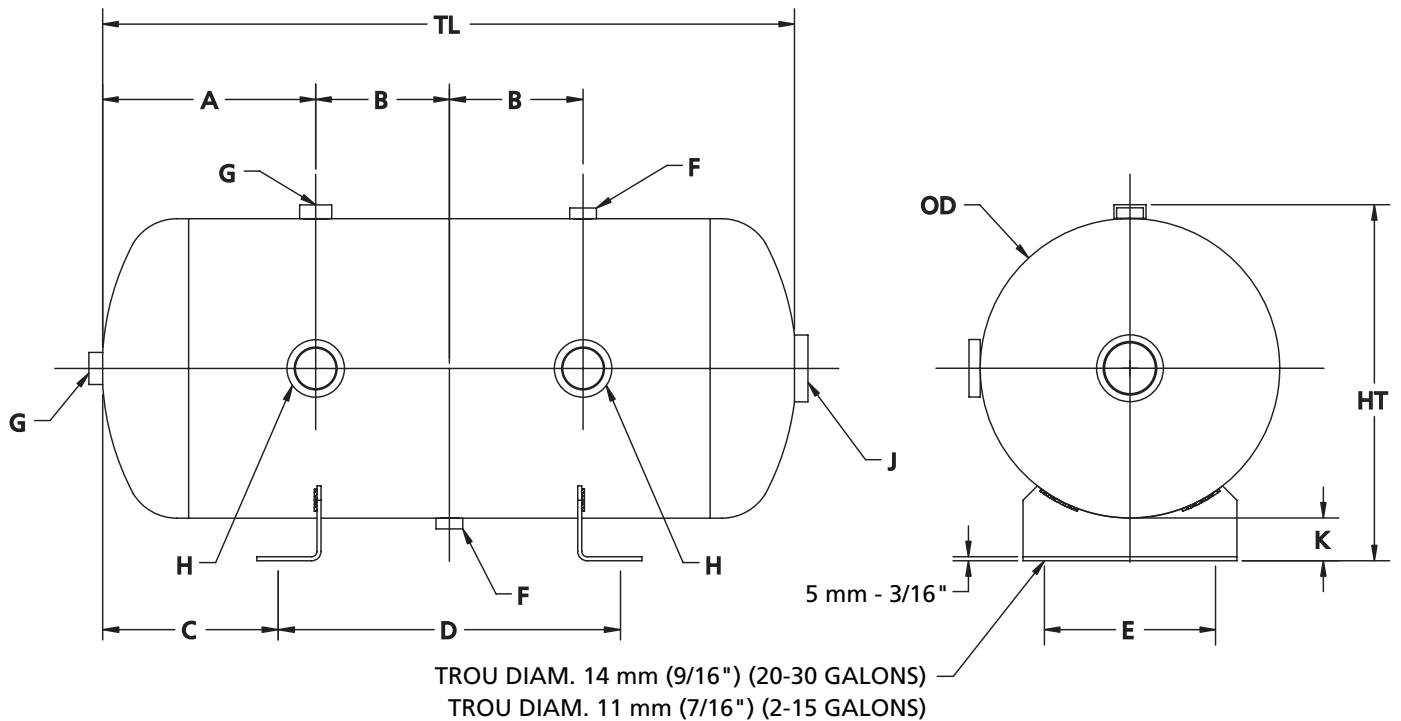 TL
A
B
B
G
F
OD
HT
G
J
H
H
F
K
5 mm - 3/16"
C
D
E
TROU DIAM. 14 mm (9/16") (20-30 GALONS)
TROU DIAM. 11 mm (7/16") (2-15 GALONS)